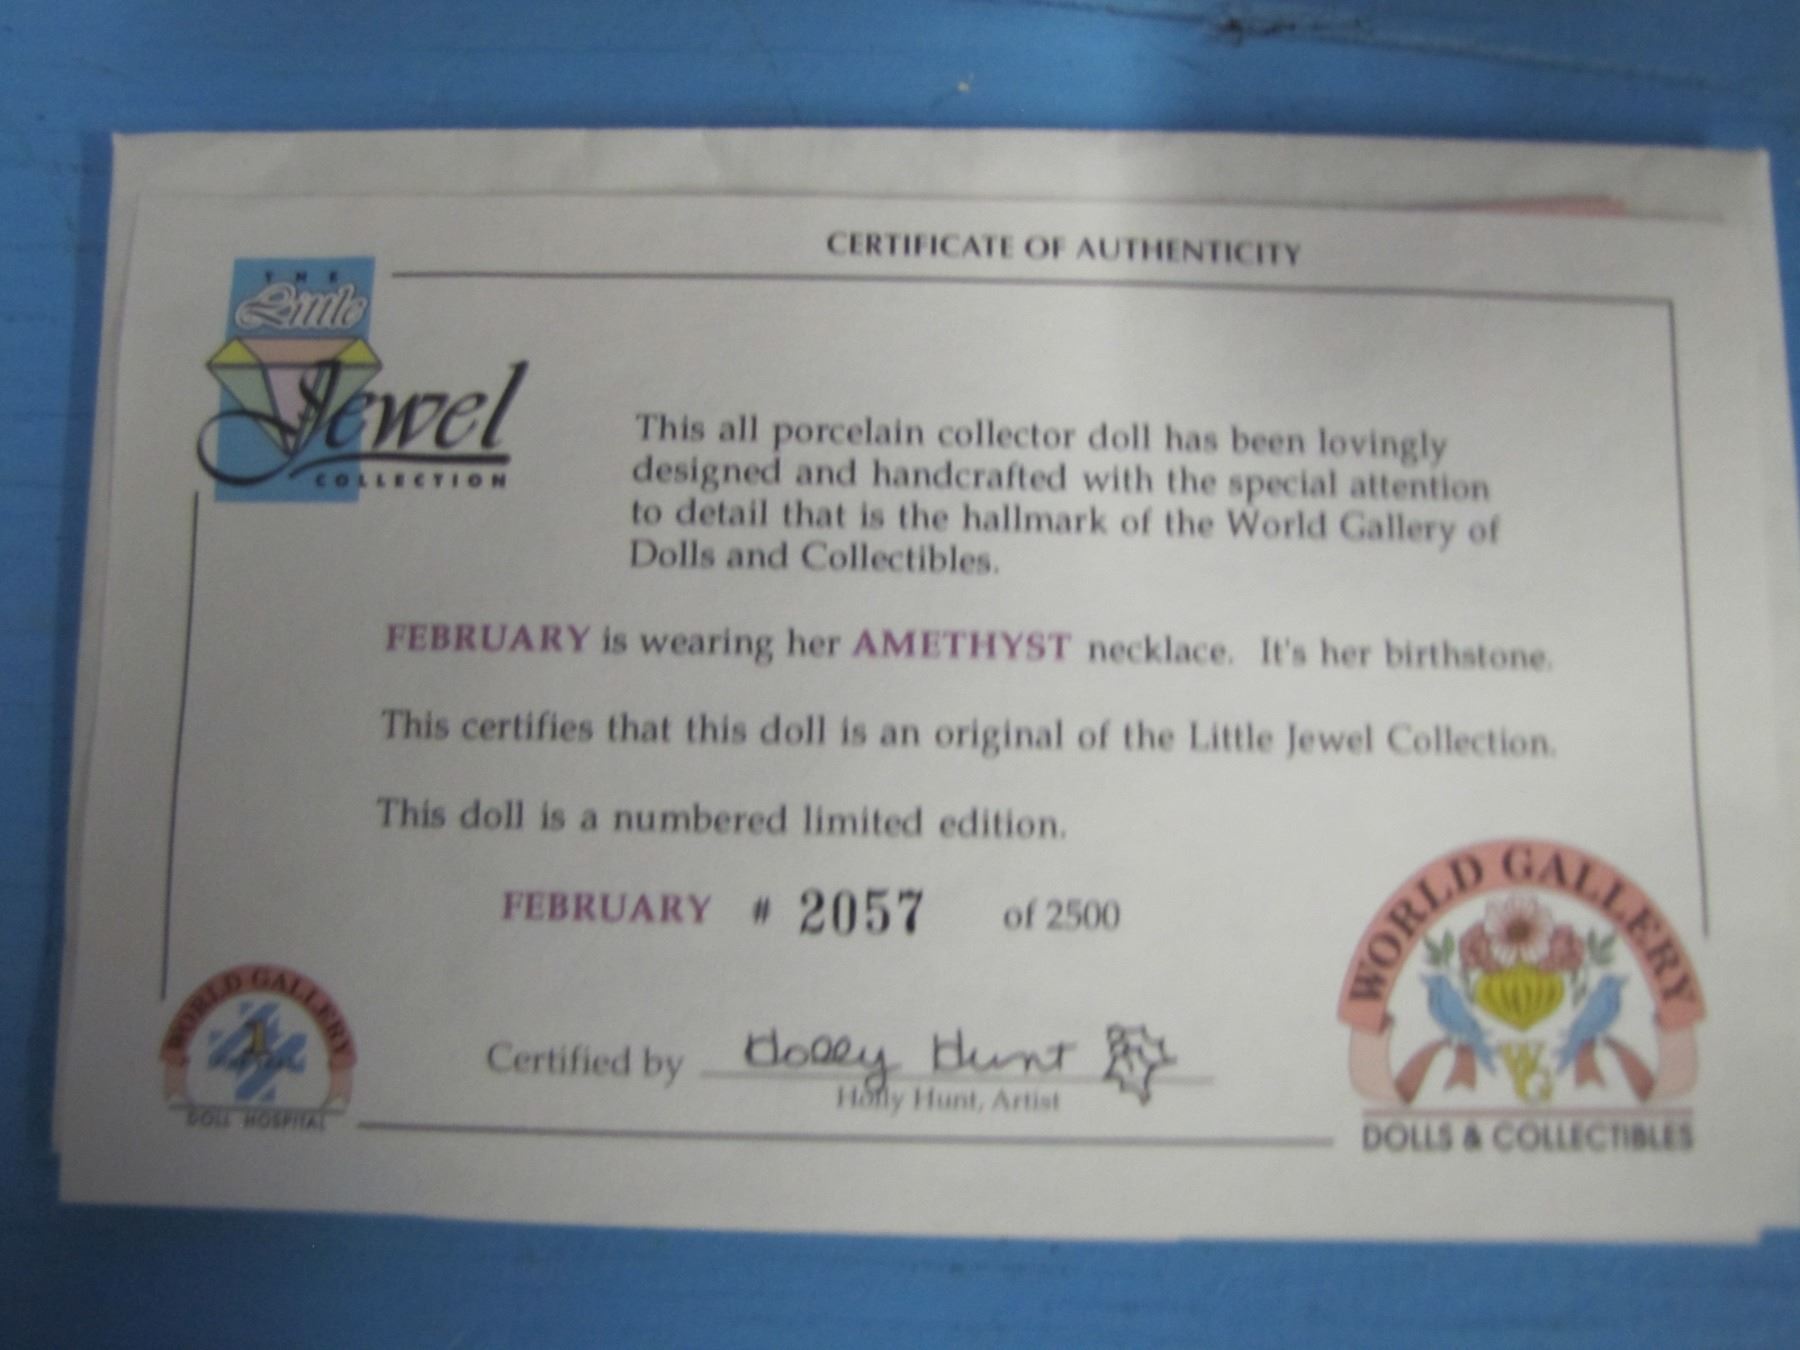 CERTIFICATE OF AUTHENTICITY
THE
Little
Jewel
COLLECTION
This all porcelain collector doll has been lovingly
designed and handcrafted with the special attention
to detail that is the hallmark of the World Gallery of
Dolls and Collectibles.
FEBRUARY is wearing her AMETHYST necklace. It's her birthstone.
This certifies that this doll is an original of the Little Jewel Collection.
This doll is a numbered limited edition.
FEBRUARY # 2057 of 2500
WORLD GALLERY
DOLL HOSPITAL
Certified by Holly Hunt
Holly Hunt, Artist
WORLD GALLERY
WG
DOLLS & COLLECTIBLES